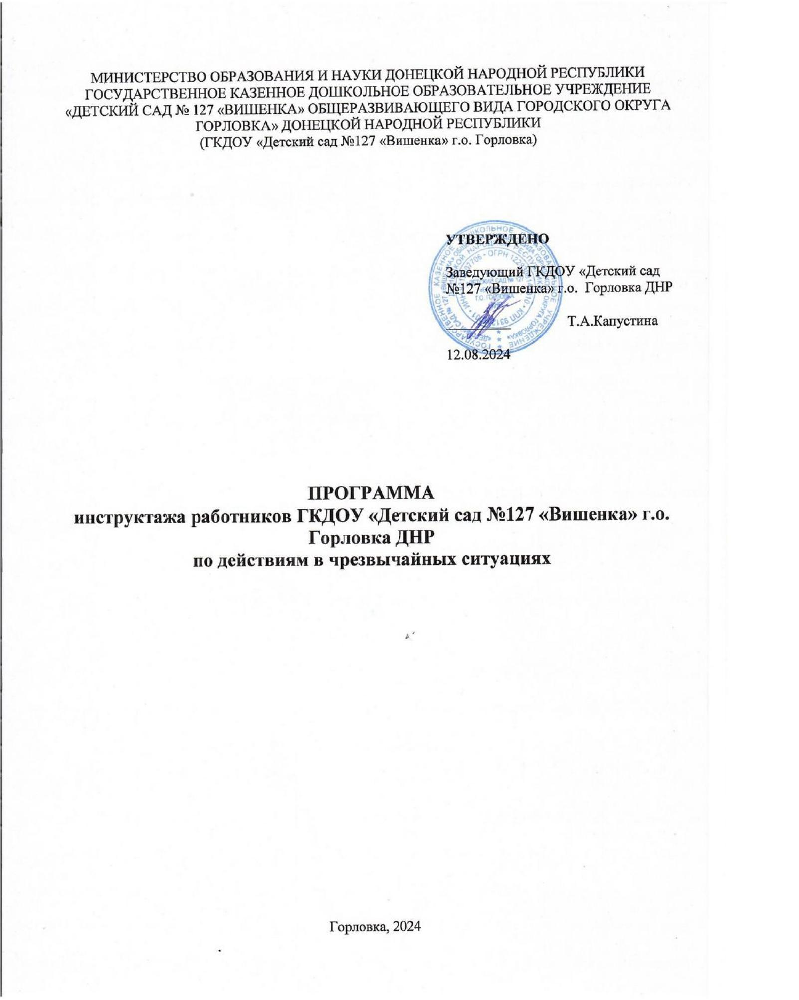 МИНИСТЕРСТВО ОБРАЗОВАНИЯ И НАУКИ ДОНЕЦКОЙ НАРОДНОЙ РЕСПУБЛИКИ
ГОСУДАРСТВЕННОЕ КАЗЕННОЕ ДОШКОЛЬНОЕ ОБРАЗОВАТЕЛЬНОЕ УЧРЕЖДЕНИЕ
«ДЕТСКИЙ САД № 127 «ВИШЕНКА» ОБЩЕРАЗВИВАЮЩЕГО ВИДА ГОРОДСКОГО ОКРУГА
ГОРЛОВКА» ДОНЕЦКОЙ НАРОДНОЙ РЕСПУБЛИКИ
(ГКДОУ «Детский сад №127 «Вишенка» г.о. Горловка)
УТВЕРЖДЕНО
Заведующий ГКДОУ «Детский сад
№127 «Вишенка» г.о. Горловка ДНР
Т.А.Капустина
12.08.2024
ПРОГРАММА
инструктажа работников ГКДОУ «Детский сад №127 «Вишенка» г.о.
Горловка ДНР
по действиям в чрезвычайных ситуациях
Горловка, 2024